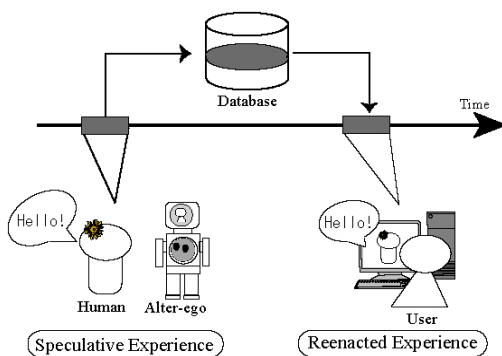 Database
Time
Hello!
Hello!
Human
Alter-ego
User
Speculative Experience
Reenacted Experience